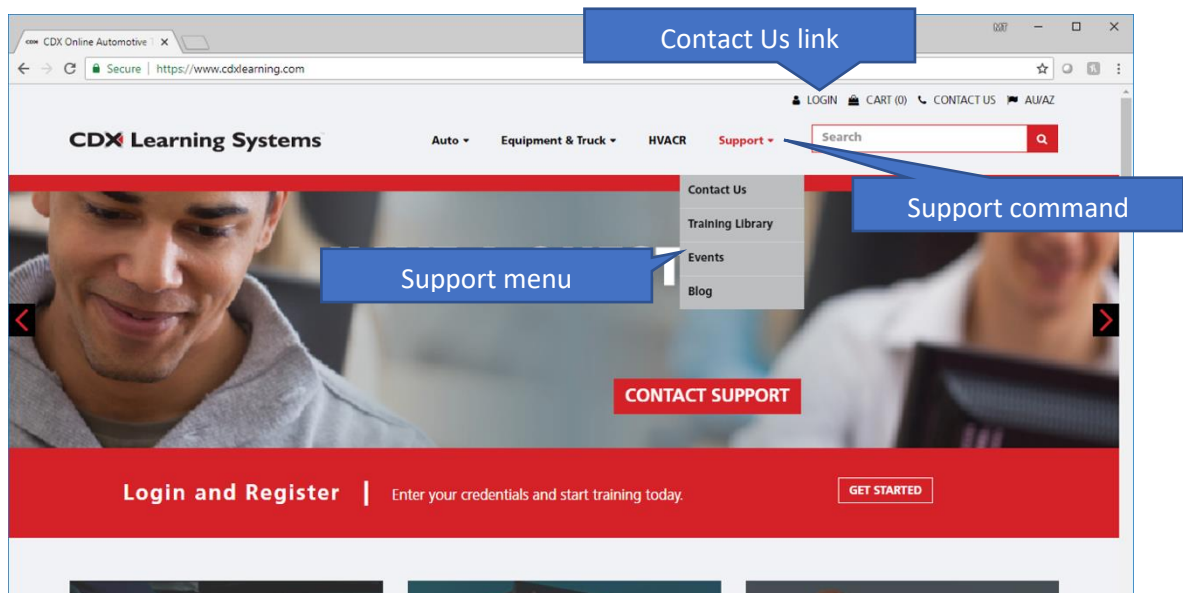 Contact Us link
CDX Online Automotive T
Secure | https://www.cdxlearning.com
LOGIN CART (0) CONTACT US AU/AZ
CDX Learning Systems
Auto Equipment & Truck HVACR Support Search
Contact Us
Support command
Training Library
Support menu
Events
Blog
CONTACT SUPPORT
Login and Register | Enter your credentials and start training today. GET STARTED